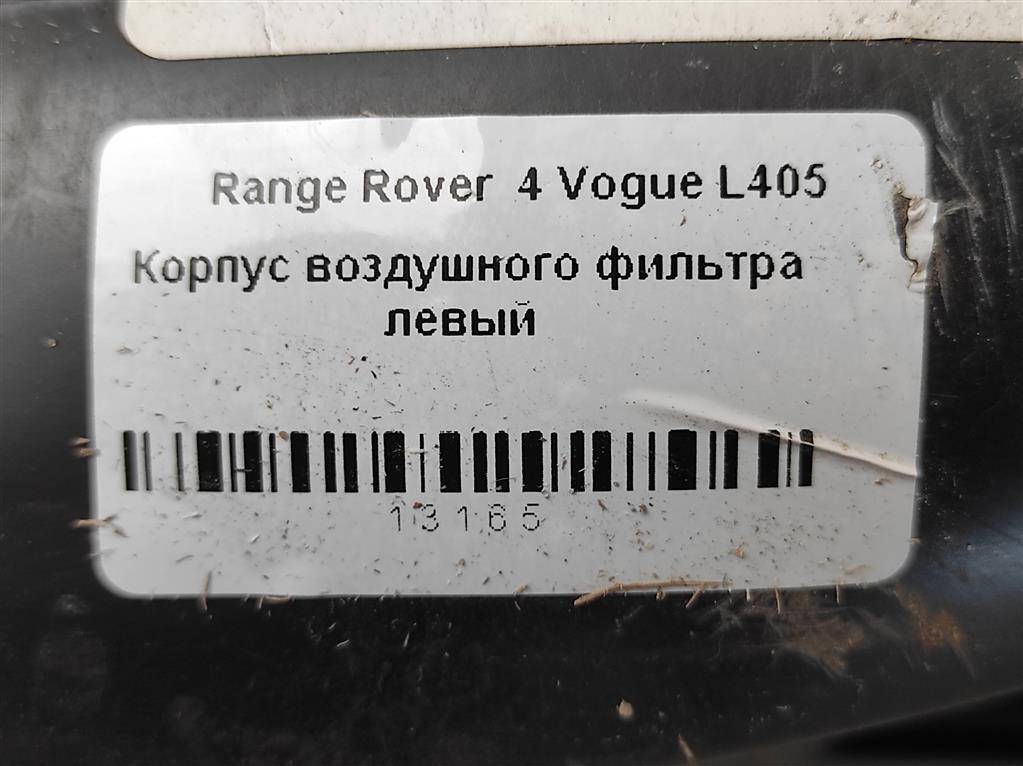 Range Rover 4 Vogue L405
Корпус воздушного фильтра
левый
13165